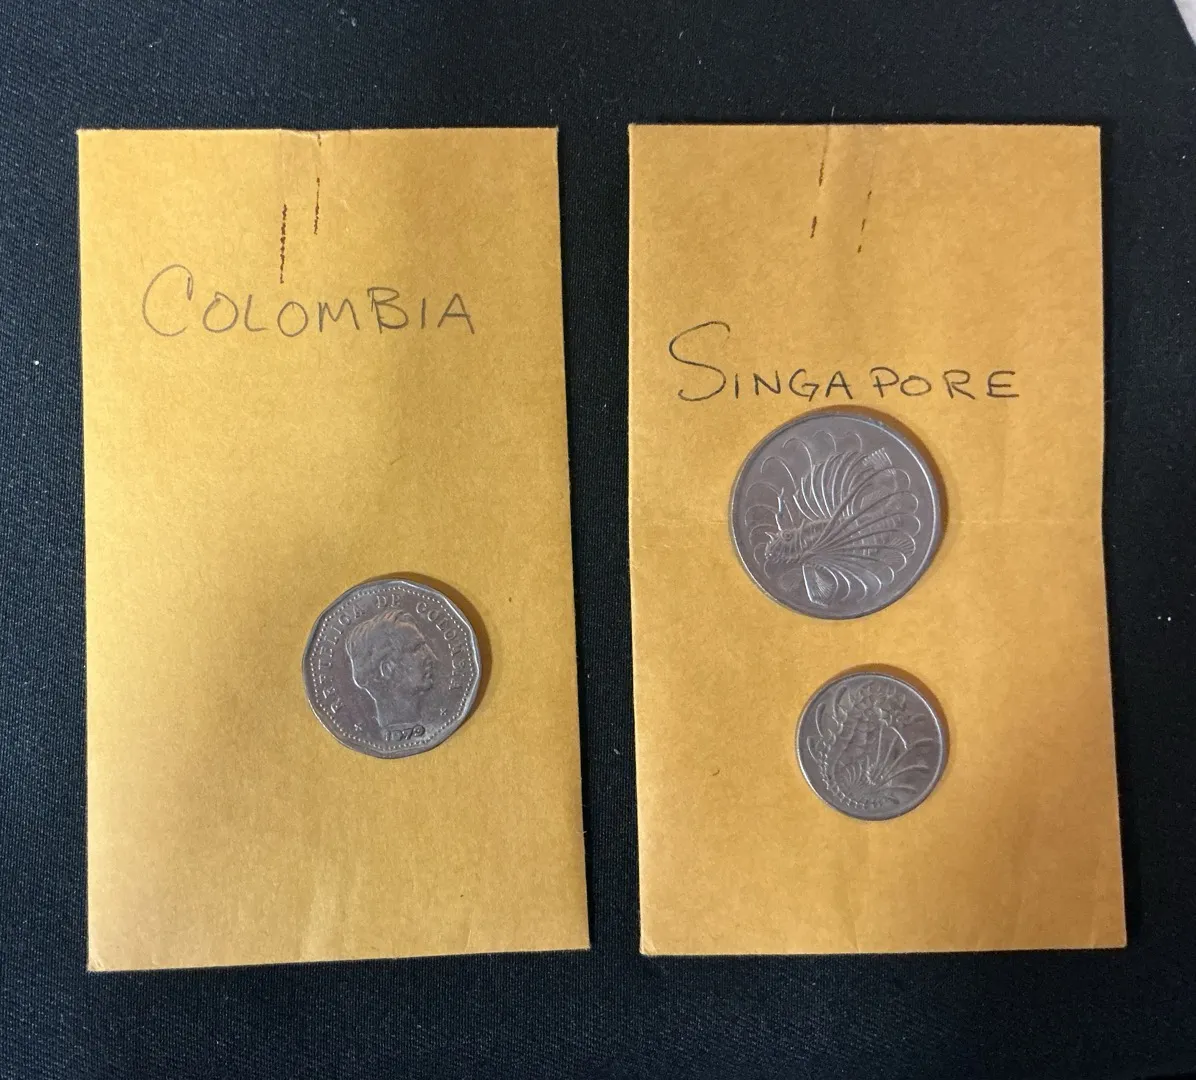 COLOMBIA
REPUBLICA DE COLOMBIA
1979
SINGAPORE